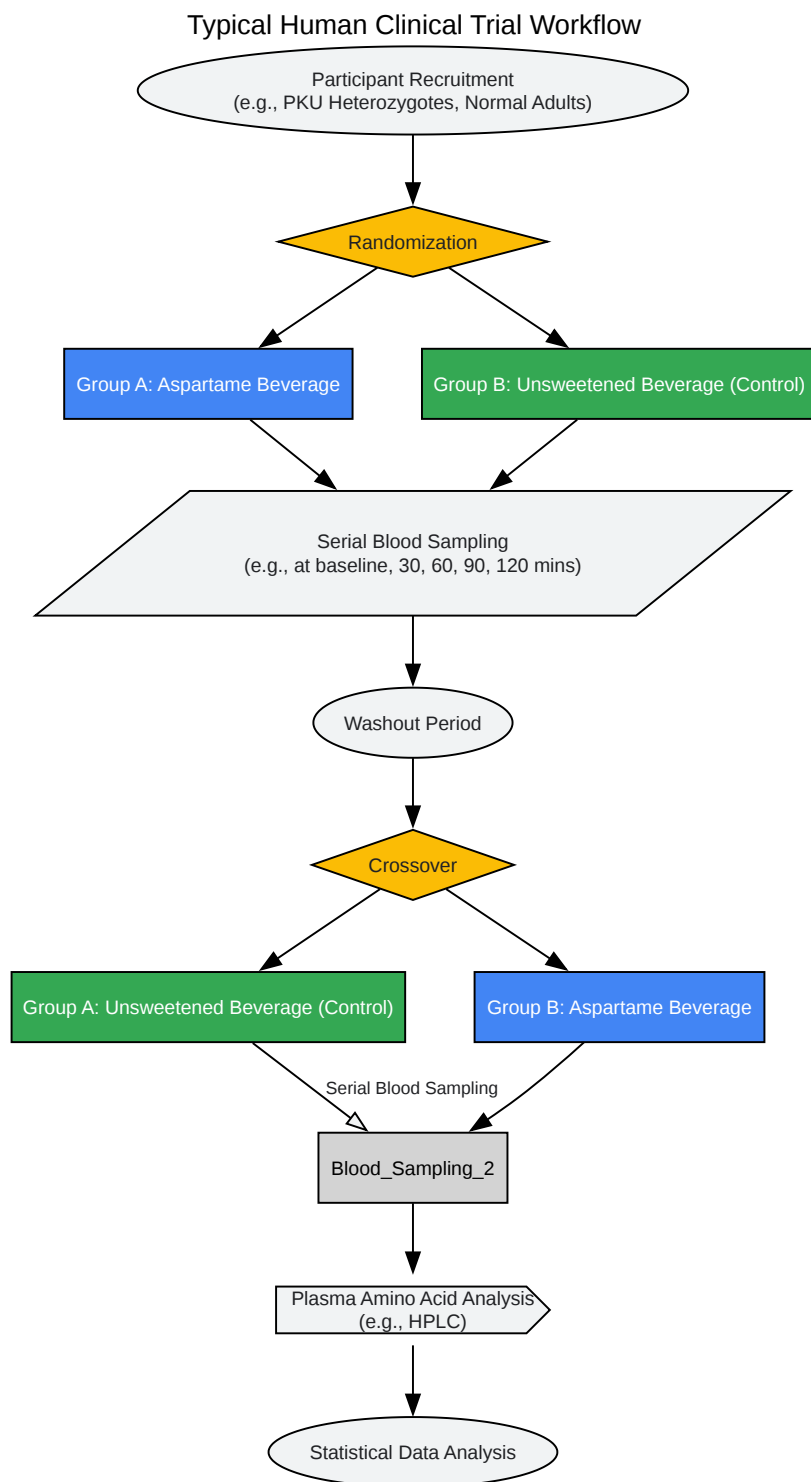 Typical Human Clinical Trial Workflow
Participant Recruitment
(e.g., PKU Heterozygotes, Normal Adults)
Randomization
Group A: Aspartame Beverage
Group B: Unsweetened Beverage (Control)
Serial Blood Sampling
(e.g., at baseline, 30, 60, 90, 120 mins)
Washout Period
Crossover
Group A: Unsweetened Beverage (Control)
Group B: Aspartame Beverage
Serial Blood Sampling
Blood_Sampling_2
Plasma Amino Acid Analysis
(e.g., HPLC)
Statistical Data Analysis